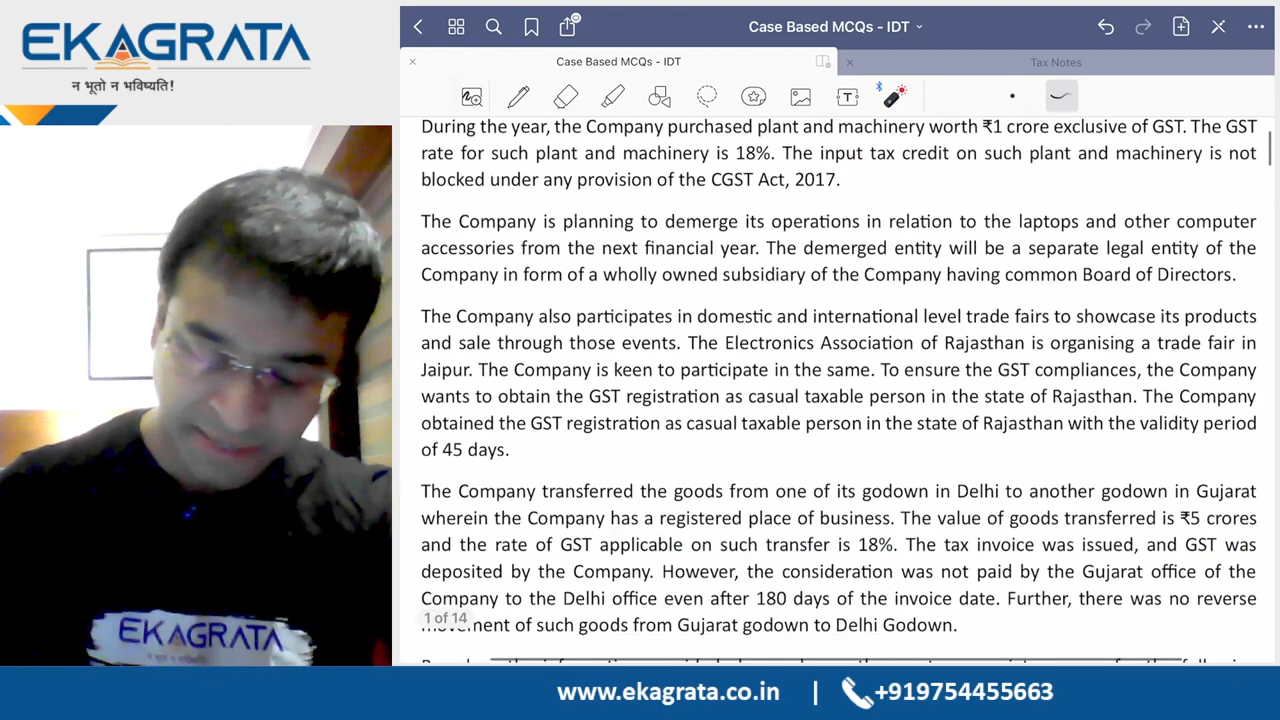 EKAGRATA
न भूतो न भविष्यति!
Case Based MCQs - IDT
Case Based MCQs - IDT
Tax Notes
During the year, the Company purchased plant and machinery worth ₹1 crore exclusive of GST. The GST
rate for such plant and machinery is 18%. The input tax credit on such plant and machinery is not
blocked under any provision of the CGST Act, 2017.
The Company is planning to demerge its operations in relation to the laptops and other computer
accessories from the next financial year. The demerged entity will be a separate legal entity of the
Company in form of a wholly owned subsidiary of the Company having common Board of Directors.
The Company also participates in domestic and international level trade fairs to showcase its products
and sale through those events. The Electronics Association of Rajasthan is organising a trade fair in
Jaipur. The Company is keen to participate in the same. To ensure the GST compliances, the Company
wants to obtain the GST registration as casual taxable person in the state of Rajasthan. The Company
obtained the GST registration as casual taxable person in the state of Rajasthan with the validity period
of 45 days.
The Company transferred the goods from one of its godown in Delhi to another godown in Gujarat
wherein the Company has a registered place of business. The value of goods transferred is ₹5 crores
and the rate of GST applicable on such transfer is 18%. The tax invoice was issued, and GST was
deposited by the Company. However, the consideration was not paid by the Gujarat office of the
Company to the Delhi office even after 180 days of the invoice date. Further, there was no reverse
1 of 14
movement of such goods from Gujarat godown to Delhi Godown.
EKAGRATA
www.ekagrata.co.in | +919754455663